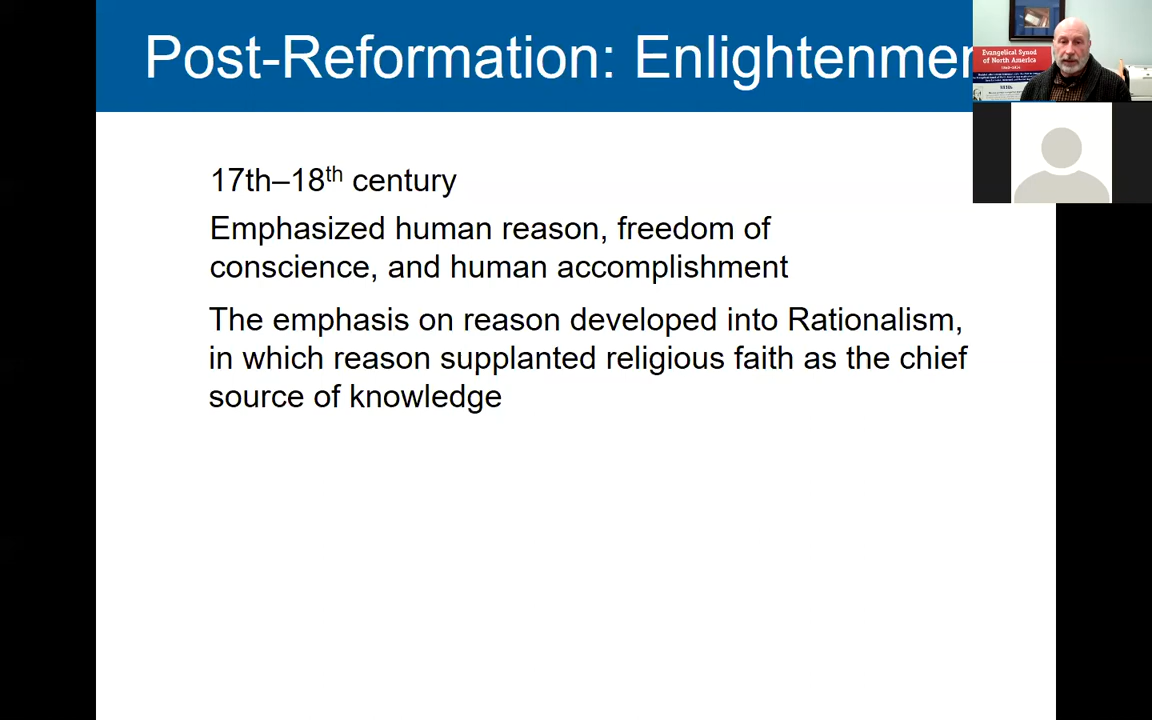 Post-Reformation: Enlightenmen
Evangelical Synod
of North America
17th–18th century
Emphasized human reason, freedom of
conscience, and human accomplishment
The emphasis on reason developed into Rationalism,
in which reason supplanted religious faith as the chief
source of knowledge